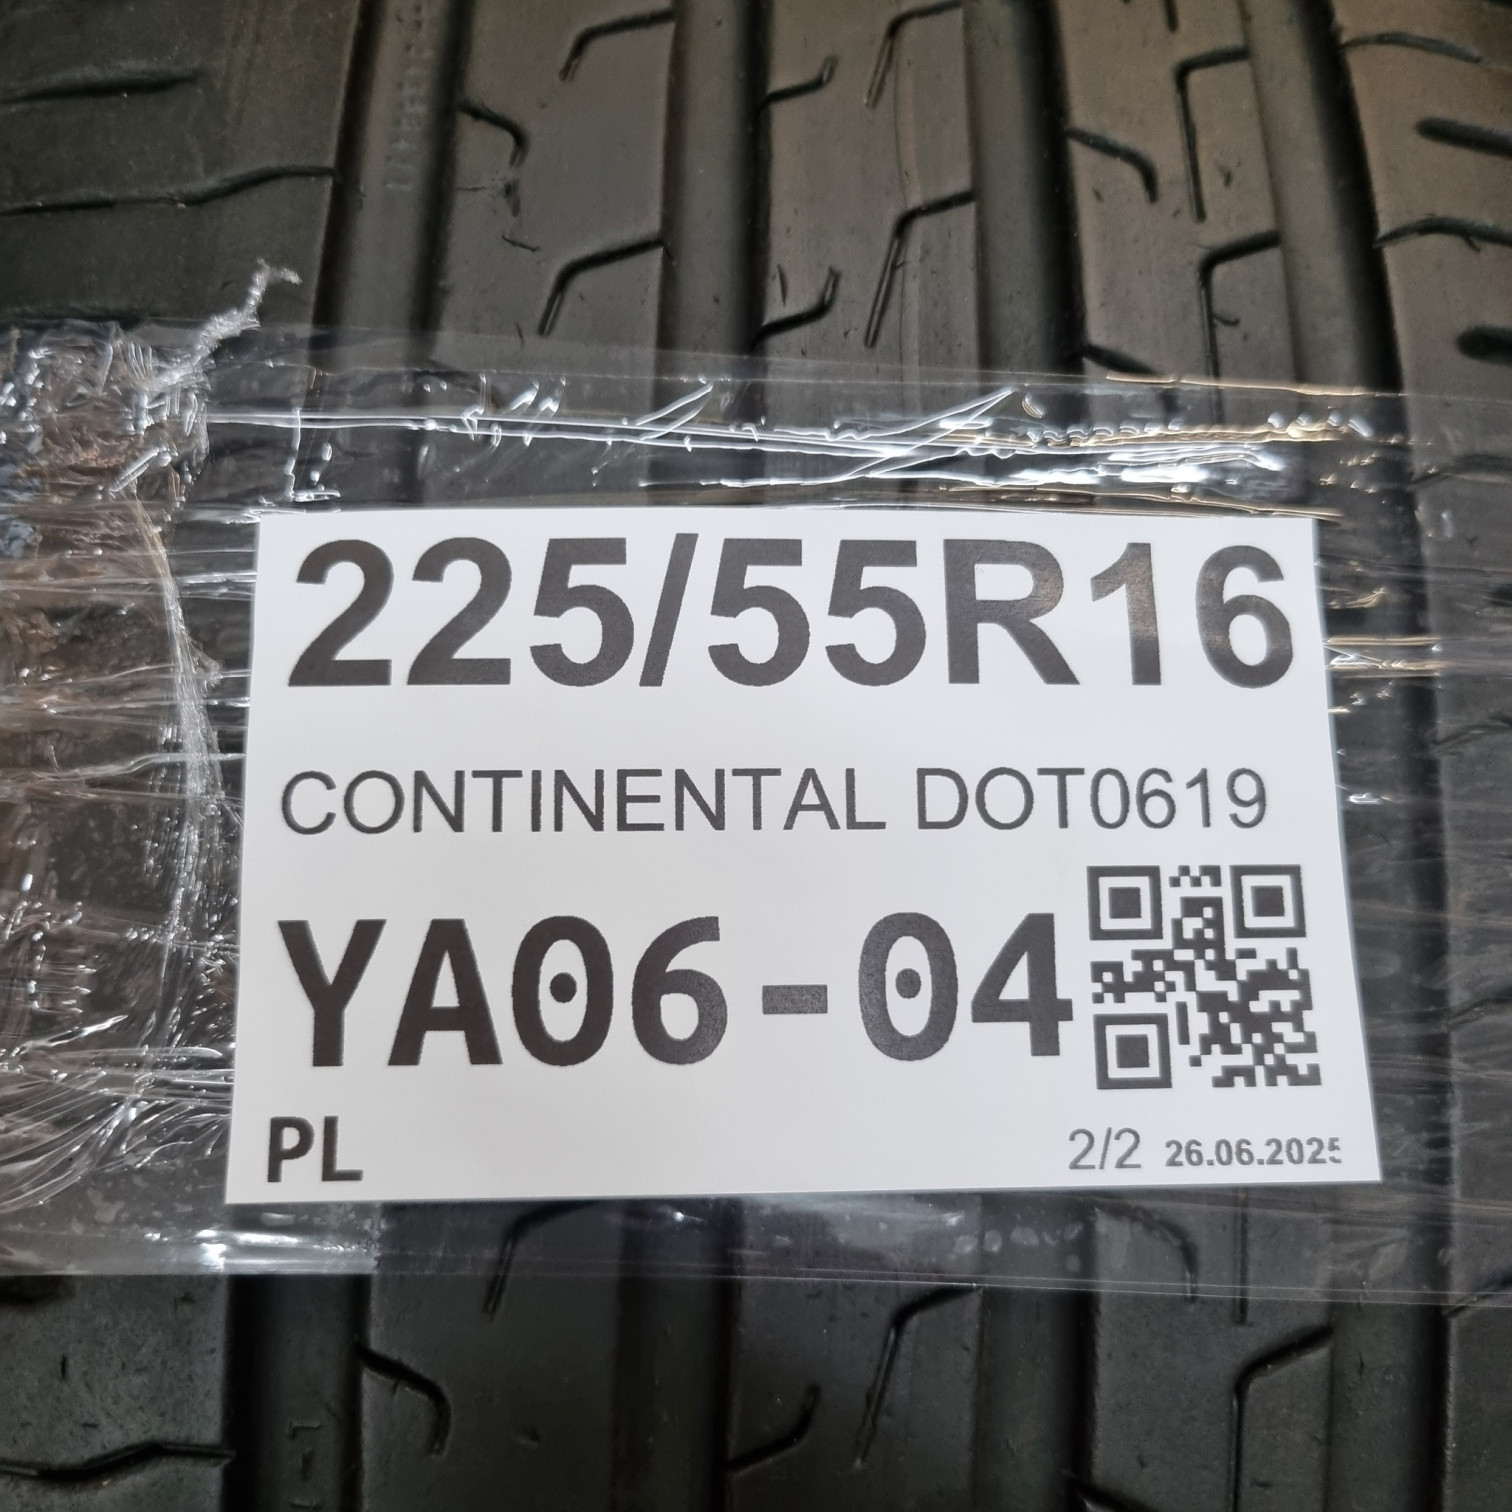 225/55R16
CONTINENTAL DOT0619
YA06-04
PL
2/2 26.06.2025